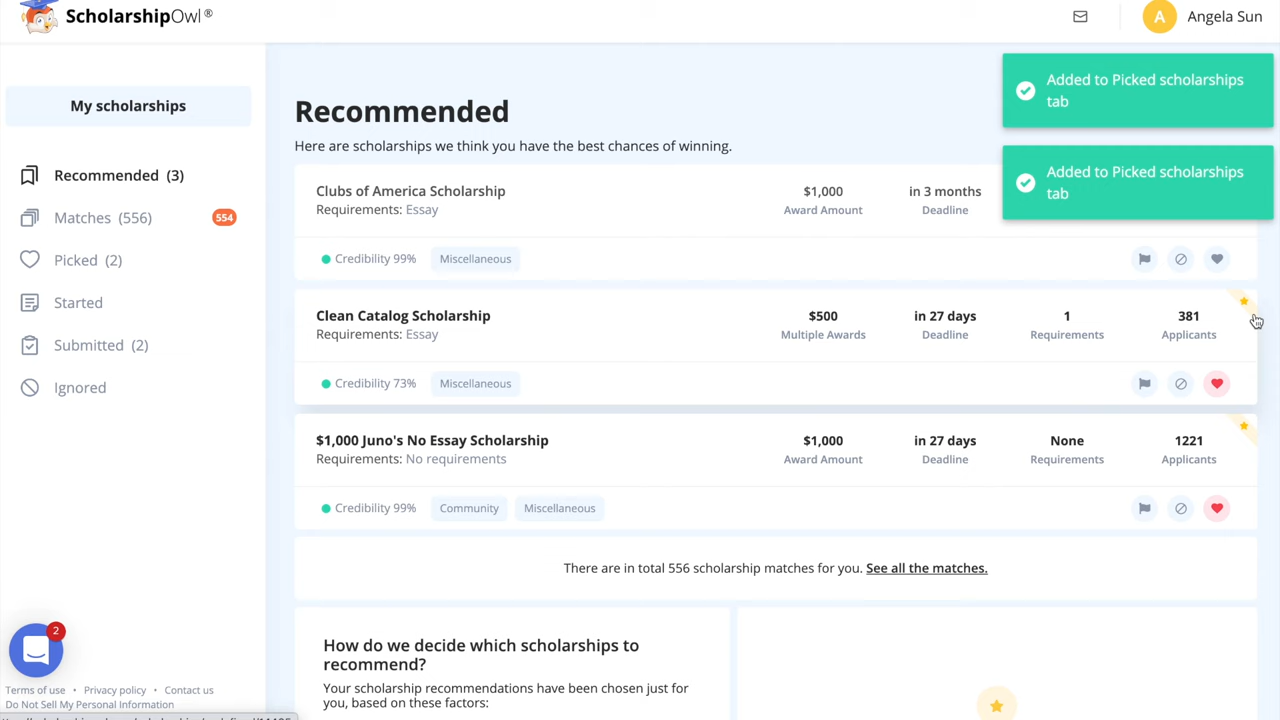 ScholarshipOwl ®
A
Angela Sun
My scholarships
Recommended (3)
Matches (556)
554
Picked (2)
Started
Submitted (2)
Ignored
2
Terms of use • Privacy policy • Contact us
Do Not Sell My Personal Information
Added to Picked scholarships
tab
Added to Picked scholarships
tab
Recommended
Here are scholarships we think you have the best chances of winning.
Clubs of America Scholarship
Requirements: Essay
$1,000
Award Amount
in 3 months
Deadline
Credibility 99%
Miscellaneous
Clean Catalog Scholarship
Requirements: Essay
$500
Multiple Awards
in 27 days
Deadline
1
Requirements
381
Applicants
Credibility 73%
Miscellaneous
$1,000 Juno's No Essay Scholarship
Requirements: No requirements
$1,000
Award Amount
in 27 days
Deadline
None
Requirements
1221
Applicants
Credibility 99%
Community
Miscellaneous
There are in total 556 scholarship matches for you. See all the matches.
How do we decide which scholarships to
recommend?
Your scholarship recommendations have been chosen just for
you, based on these factors: